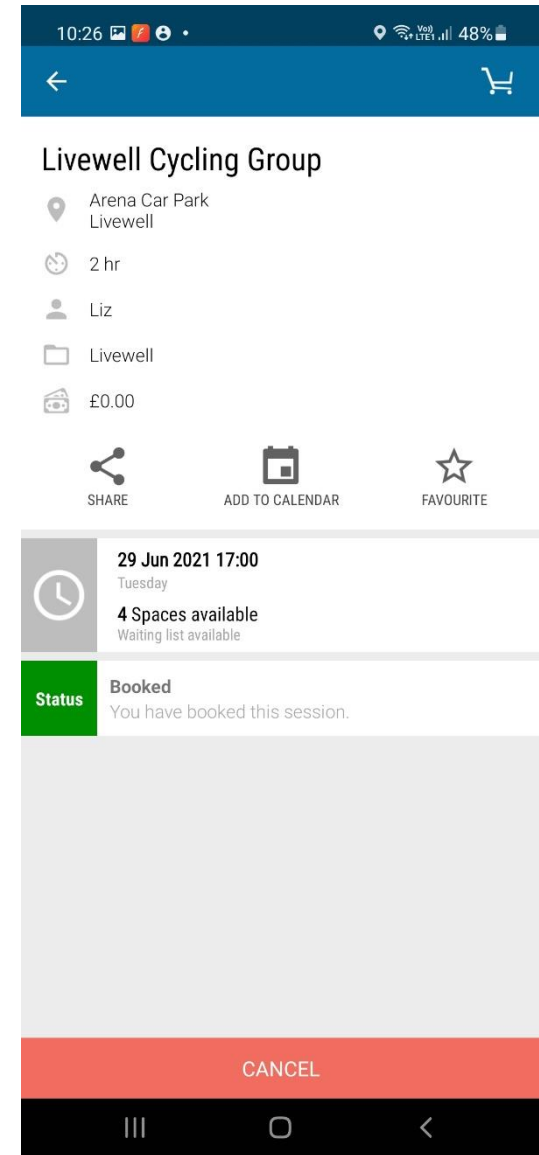 10:26
Vo))
LTE1
48%
Livewell Cycling Group
Arena Car Park
Livewell
2 hr
Liz
Livewell
£0.00
SHARE ADD TO CALENDAR FAVOURITE
29 Jun 2021 17:00
Tuesday
4 Spaces available
Waiting list available
Status
Booked
You have booked this session.
CANCEL